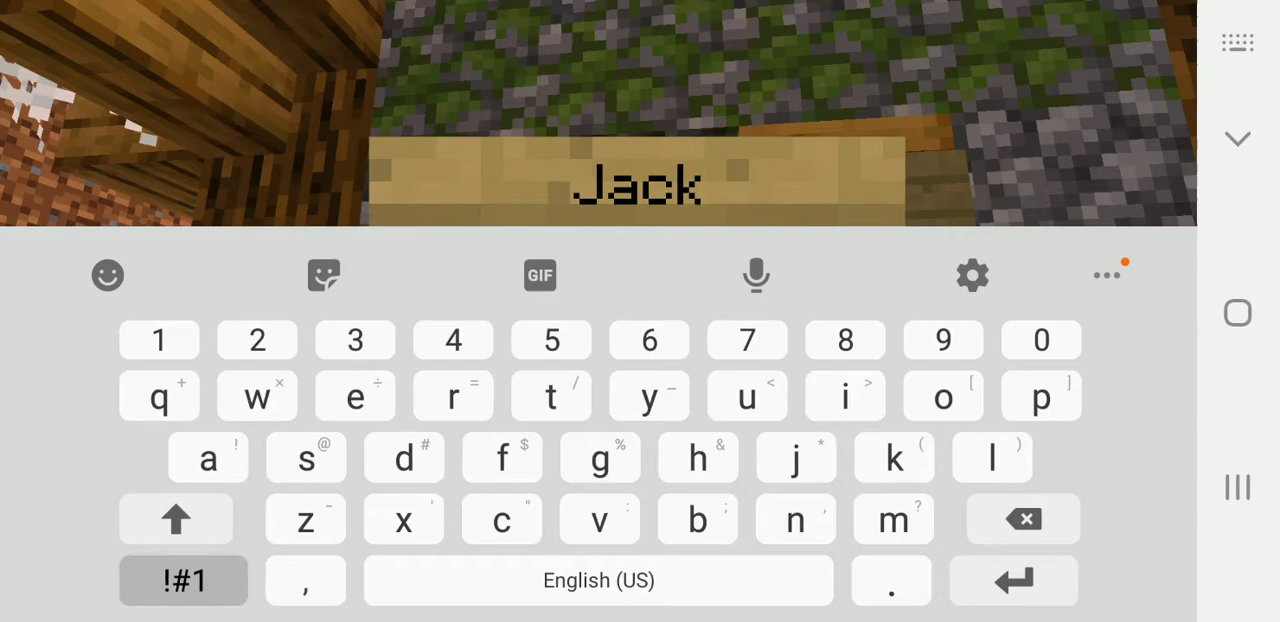 Jack
GIF
1 2 3 4 5 6 7 8 9 0
q + w × e ÷ r = t / y _ u < i > o [ p ]
a ! s @ d # f $ g % h & j * k ( l )
z - x ' c " v : b ; n , m ?
!#1 , English (US) .